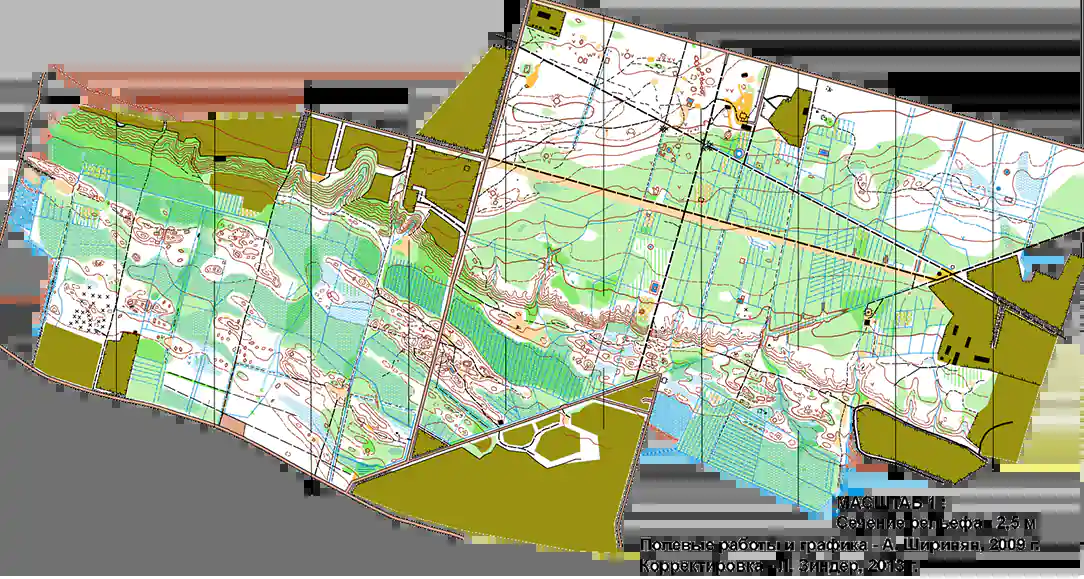 МАСШТАБ 1:
Сечение рельефа - 2,5 м
Полевые работы и графика - А. Ширинян, 2009 г.
Корректировка - Л. Зиндер, 2013 г.